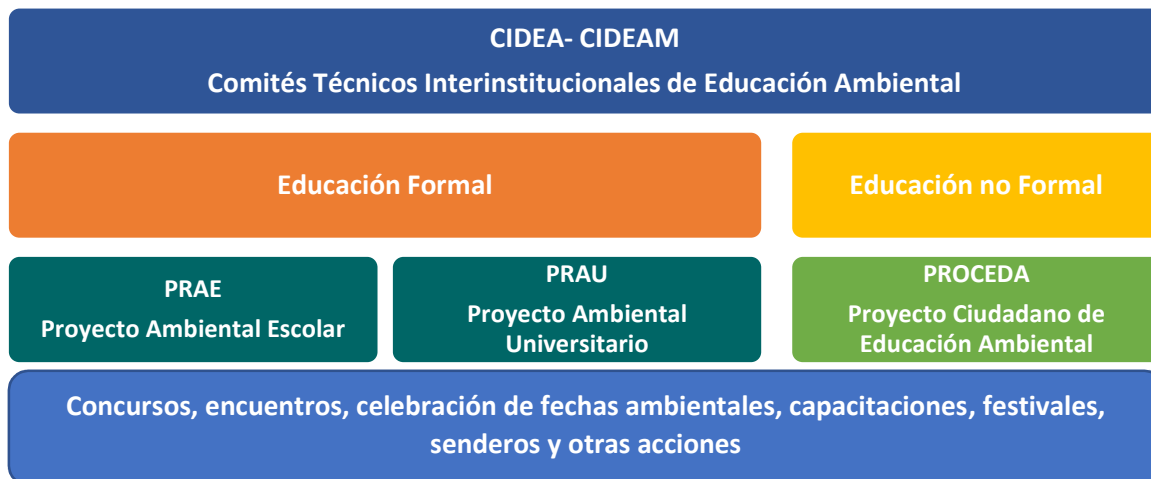 CIDEA- CIDEAM
Comités Técnicos Interinstitucionales de Educación Ambiental
Educación Formal
Educación no Formal
PRAE
Proyecto Ambiental Escolar
PRAU
Proyecto Ambiental
Universitario
PROCEDA
Proyecto Ciudadano de
Educación Ambiental
Concursos, encuentros, celebración de fechas ambientales, capacitaciones, festivales,
senderos y otras acciones